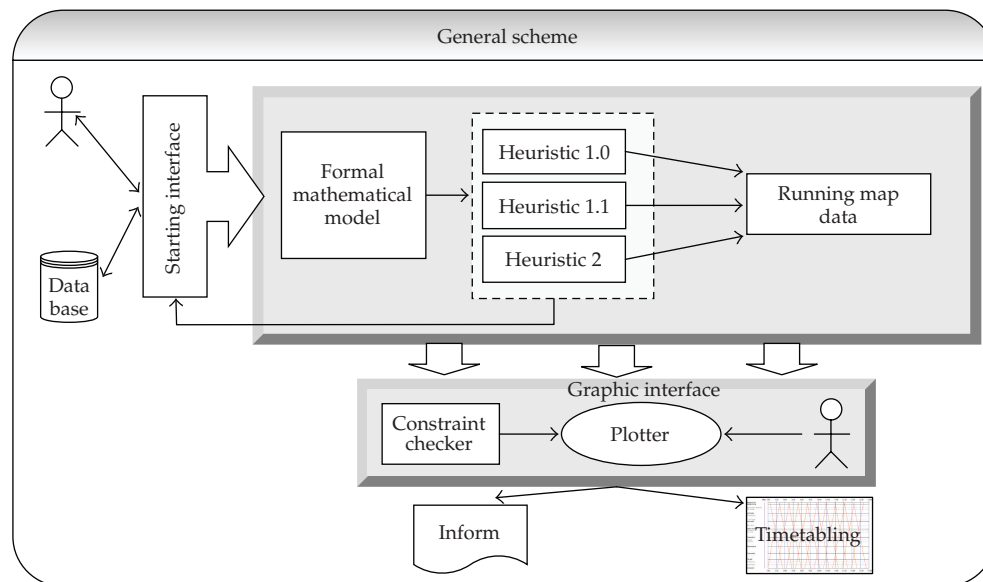 General scheme
Starting interface
Data
base
Formal
mathematical
model
Heuristic 1.0
Heuristic 1.1
Heuristic 2
Running map
data
Graphic interface
Constraint
checker
Plotter
Inform
Timetabling